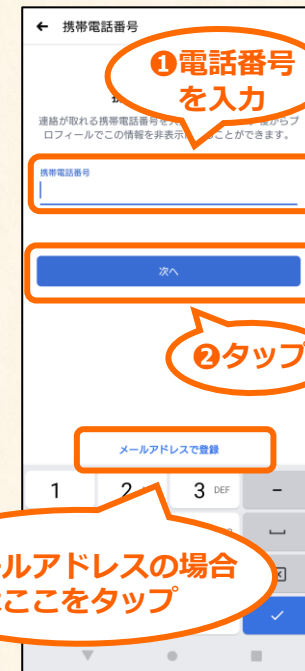 携帯電話番号
❶電話番号
を入力
連絡が取れる携帯電話番号を
からプ
ロフィールでこの情報を非表示
ことが
できます。
携帯電話番号
次へ
❷タップ
メールアドレスで登録
1
2
3 DEF
-
ルアドレスの場合
ここをタップ